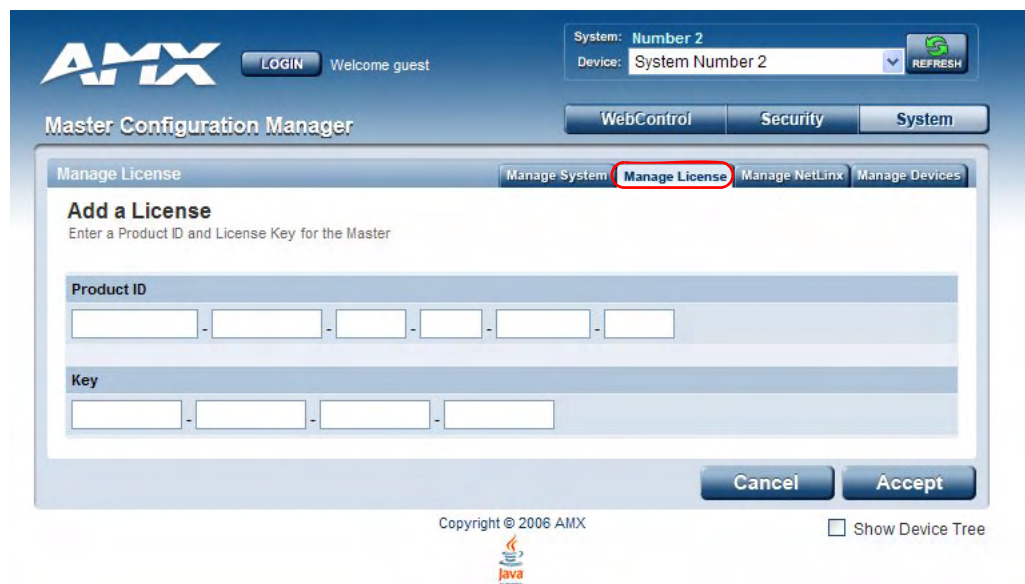 AMX
LOGIN Welcome guest
System: Number 2
Device: System Number 2
REFRESH
Master Configuration Manager
WebControl Security System
Manage License
Manage System Manage License Manage NetLinx Manage Devices
Add a License
Enter a Product ID and License Key for the Master
Product ID
- - - - -
Key
- - -
Cancel Accept
Copyright © 2006 AMX
Show Device Tree
Java